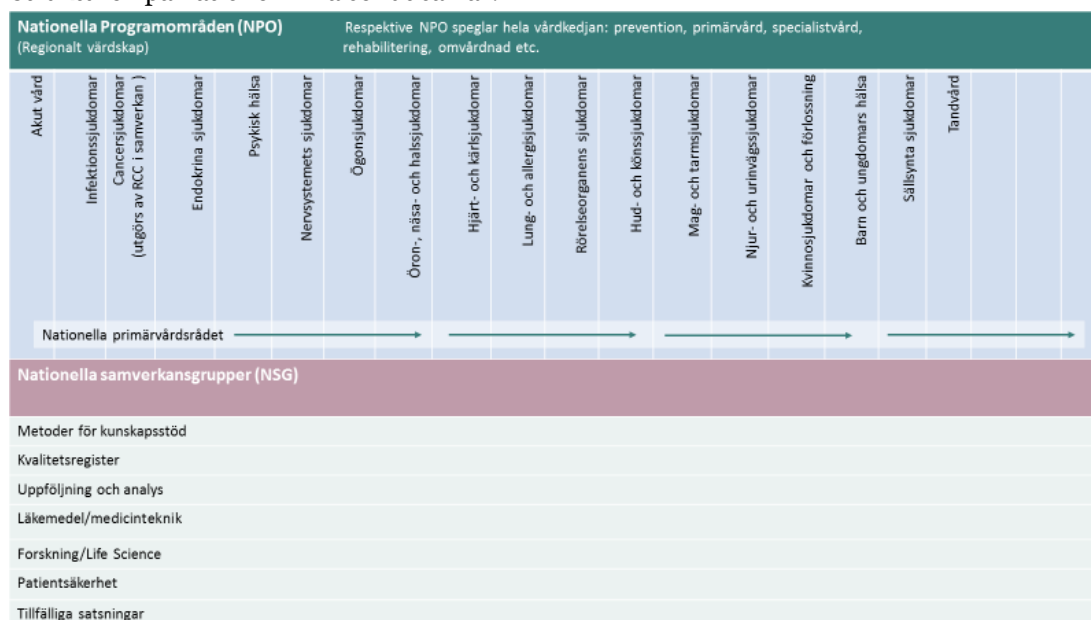 Nationella Programområden (NPO)
(Regionalt värdskap)
Respektive NPO speglar hela vårdkedjan: prevention, primärvård, specialistvård,
rehabilitering, omvårdnad etc.
Akut vård
Infektionssjukdomar
Cancersjukdomar
(utgörs av RCC i samverkan )
Endokrina sjukdomar
Psykisk hälsa
Nervsystemets sjukdomar
Ögonsjukdomar
Öron-, näsa- och halssjukdomar
Hjärt- och kärlsjukdomar
Lung- och allergisjukdomar
Rörelseorganens sjukdomar
Hud- och könssjukdomar
Mag- och tarmsjukdomar
Njur- och urinvägssjukdomar
Kvinnosjukdomar och förlossning
Barn och ungdomars hälsa
Sällsynta sjukdomar
Tandvård
Nationella primärvårdsrådet
Nationella samverkansgrupper (NSG)
Metoder för kunskapsstöd
Kvalitetsregister
Uppföljning och analys
Läkemedel/medicinteknik
Forskning/Life Science
Patientsäkerhet
Tillfälliga satsningar